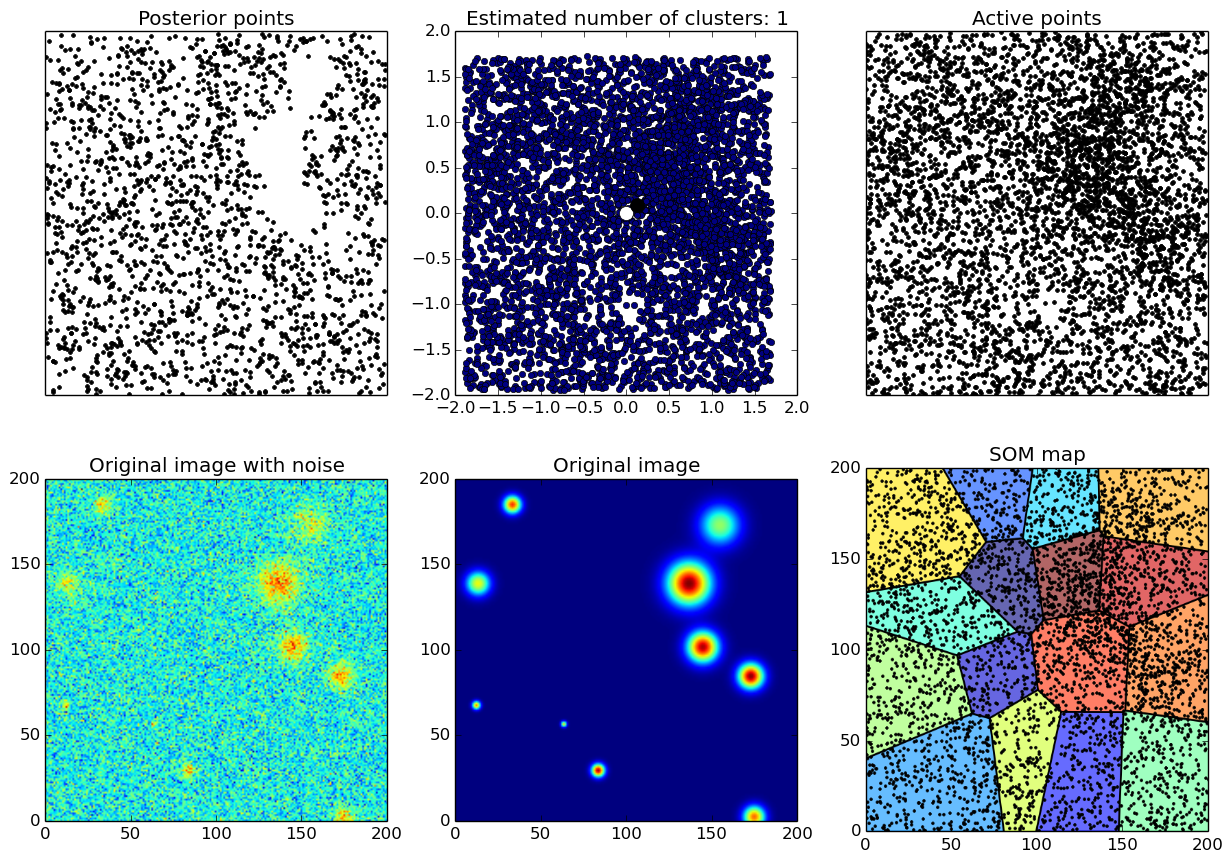 Posterior points
Estimated number of clusters: 1
Active points
2.0
1.5
1.0
0.5
0.0
−0.5
−1.0
−1.5
−2.0
−2.0 −1.5 −1.0 −0.5 0.0 0.5 1.0 1.5 2.0
Original image with noise
Original image
SOM map
200
150
100
50
0
0 50 100 150 200
200
150
100
50
0
0 50 100 150 200
200
150
100
50
0
0 50 100 150 200